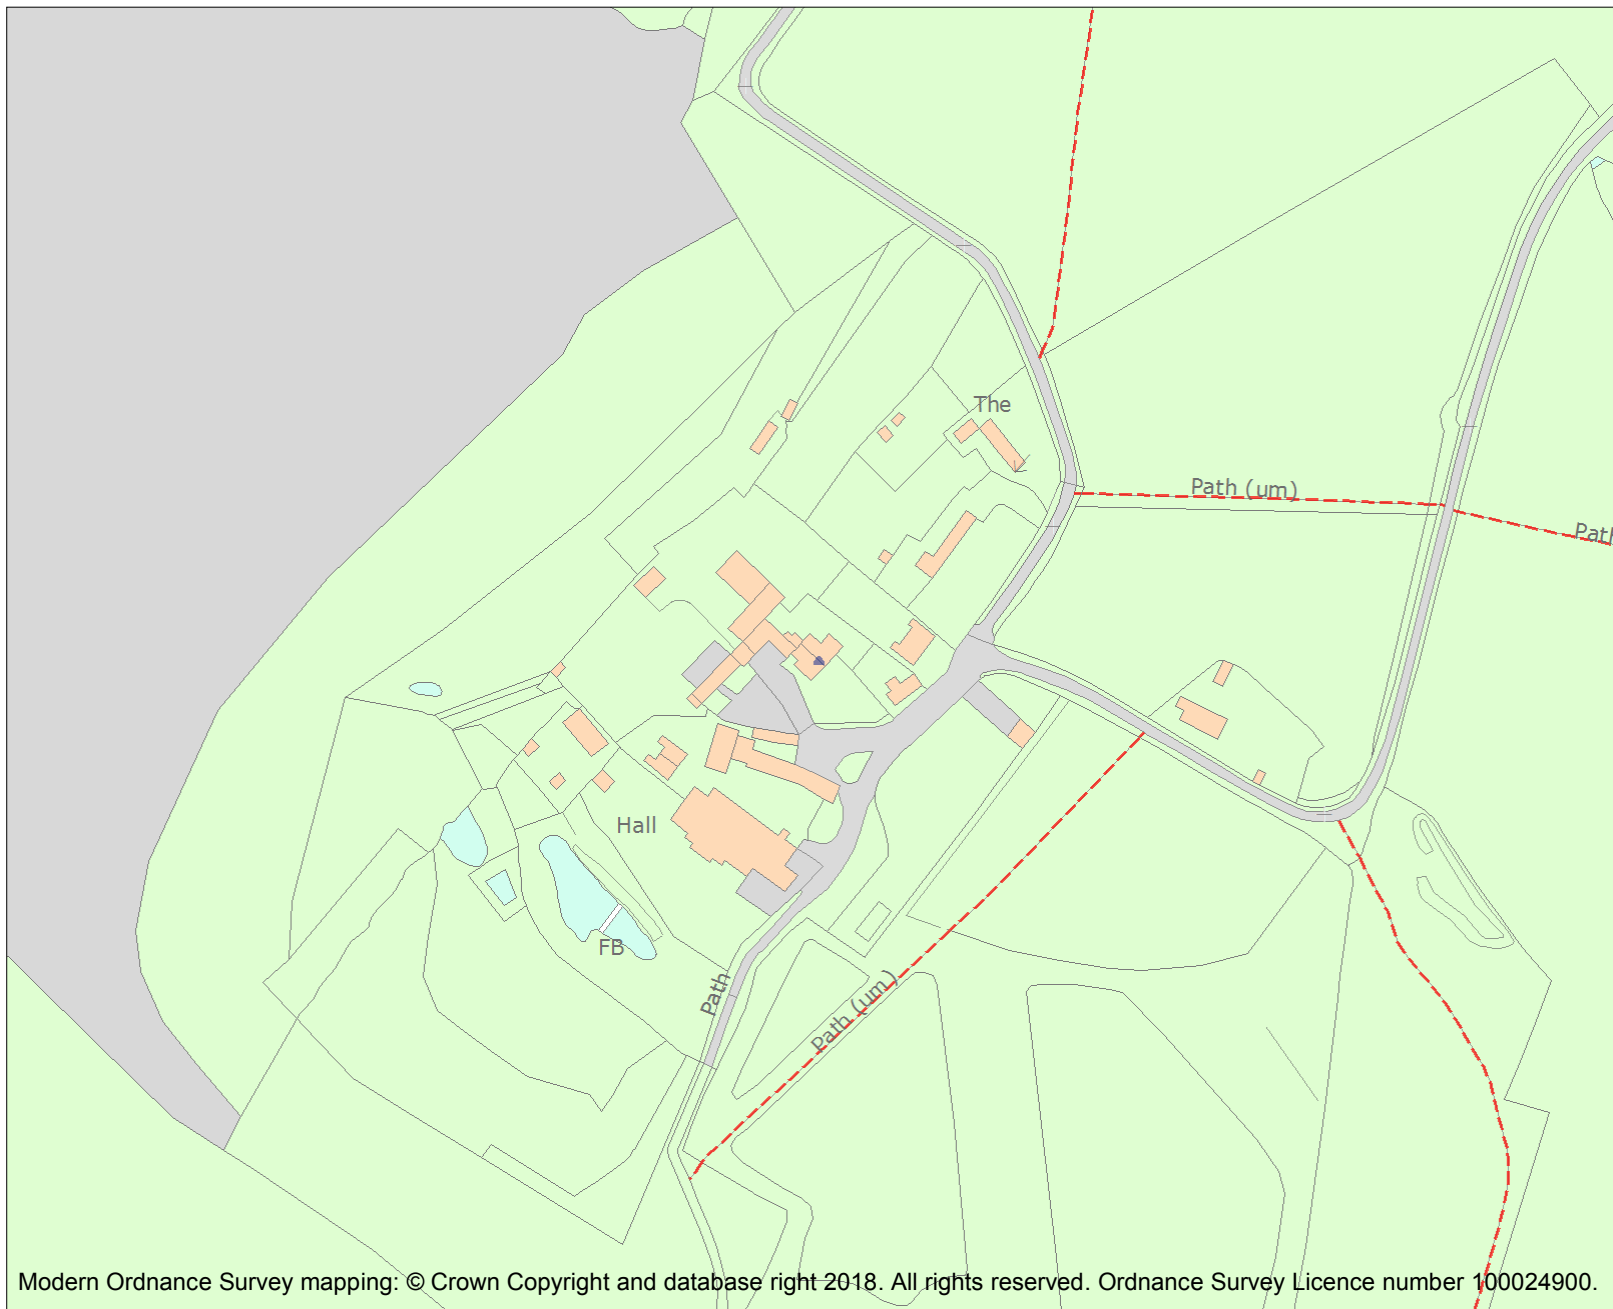 The
Path (um)
Path
Hall
FB
Path
Path (um)
Modern Ordnance Survey mapping: © Crown Copyright and database right 2018. All rights reserved. Ordnance Survey Licence number 100024900.